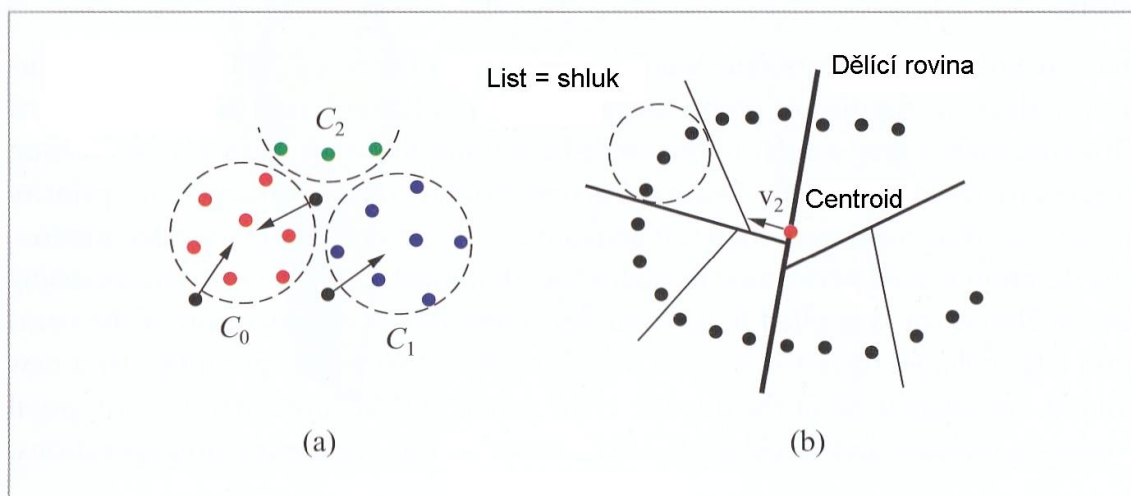 List = shluk
Dělící rovina
C2
v2
Centroid
C0
C1
(a)
(b)